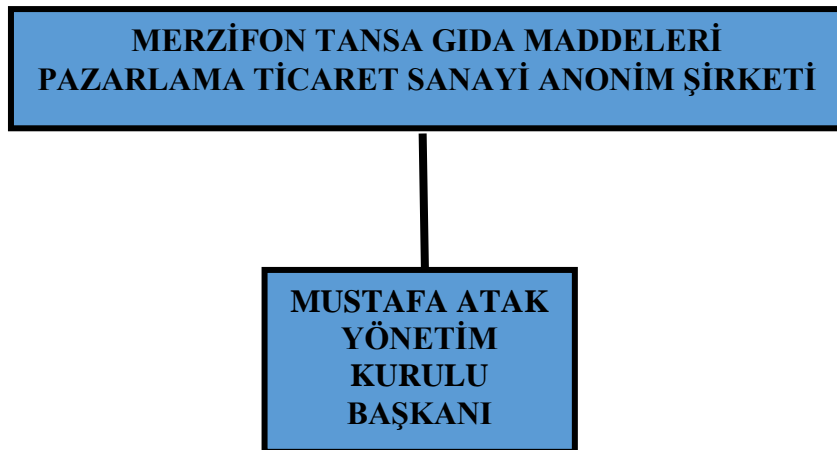 MERZİFON TANSA GIDA MADDELERİ
PAZARLAMA TİCARET SANAYİ ANONİM ŞİRKETİ
MUSTAFA ATAK
YÖNETİM
KURULU
BAŞKANI